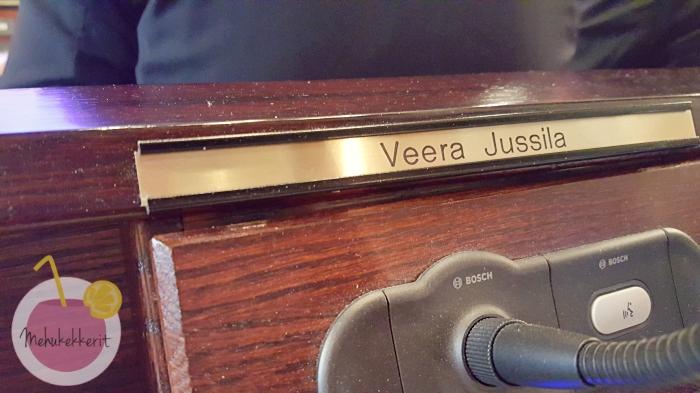 Veera Jussila
BOSCH
BOSCH
Mehukekkerit